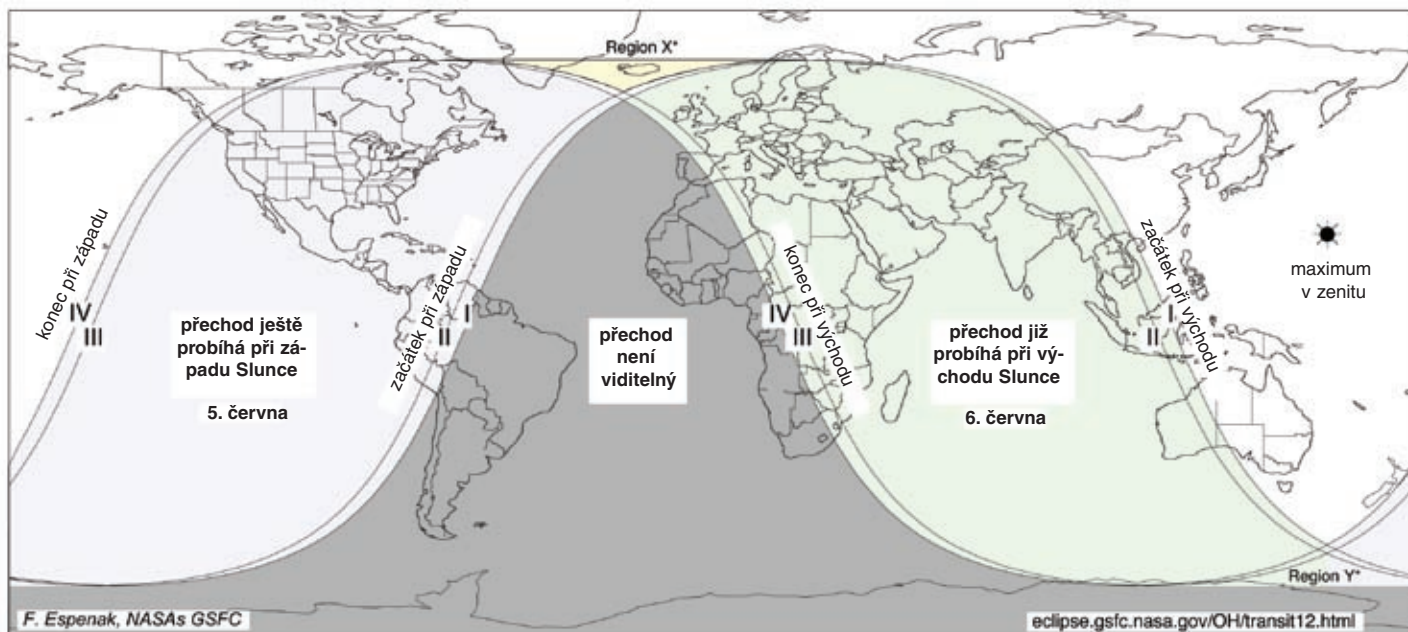 Region X*
konec při západu
IV
III
přechod ještě
probíhá při zá-
padu Slunce
5. června
začátek při západu
I
II
přechod
není
viditelný
IV
III
konec při východu
přechod již
probíhá při vý-
chodu Slunce
6. června
začátek při východu
I
II
maximum
v zenitu
Region Y*
F. Espenak, NASAs GSFC
eclipse.gsfc.nasa.gov/OH/transit12.html